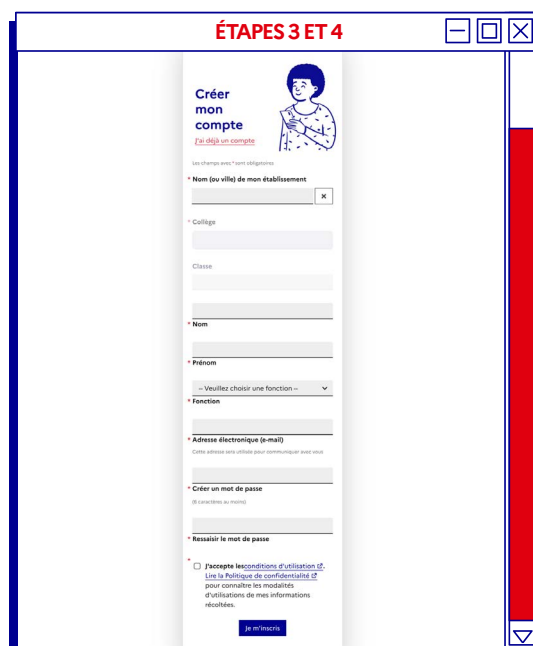 ÉTAPES 3 ET 4
Créer
mon
compte
J'ai déjà un compte
Les champs avec * sont obligatoires
* Nom (ou ville) de mon établissement
* Collège
Classe
* Nom
* Prénom
-- Veuillez choisir une fonction --
* Fonction
* Adresse électronique (e-mail)
Cette adresse sera utilisée pour communiquer avec vous
* Créer un mot de passe
(6 caractères au moins)
* Ressaisir le mot de passe
*
J'accepte lesconditions d'utilisation.
Lire la Politique de confidentialité
pour connaître les modalités
d'utilisations de mes informations
récoltées.
Je m'inscris